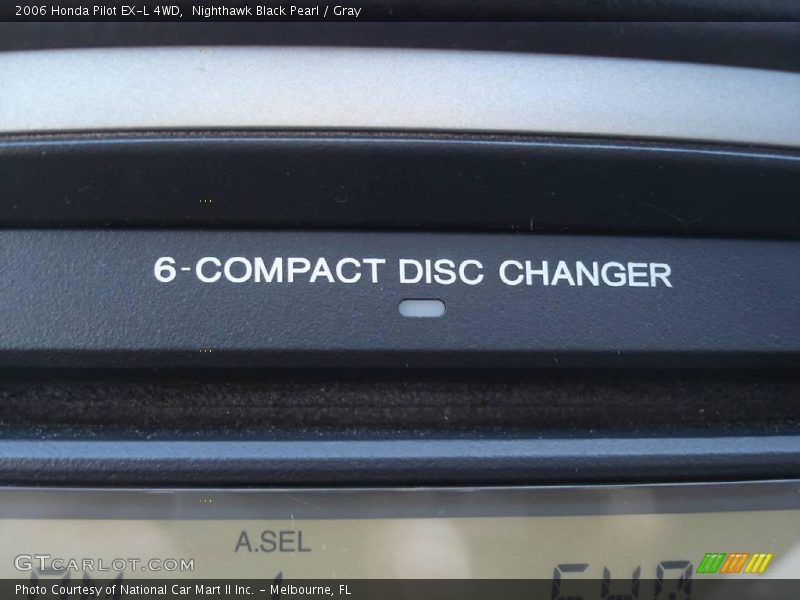 2006 Honda Pilot EX-L 4WD, Nighthawk Black Pearl / Gray
6-COMPACT DISC CHANGER
A.SEL
GTCARLOT.COM
Photo Courtesy of National Car Mart II Inc. - Melbourne, FL